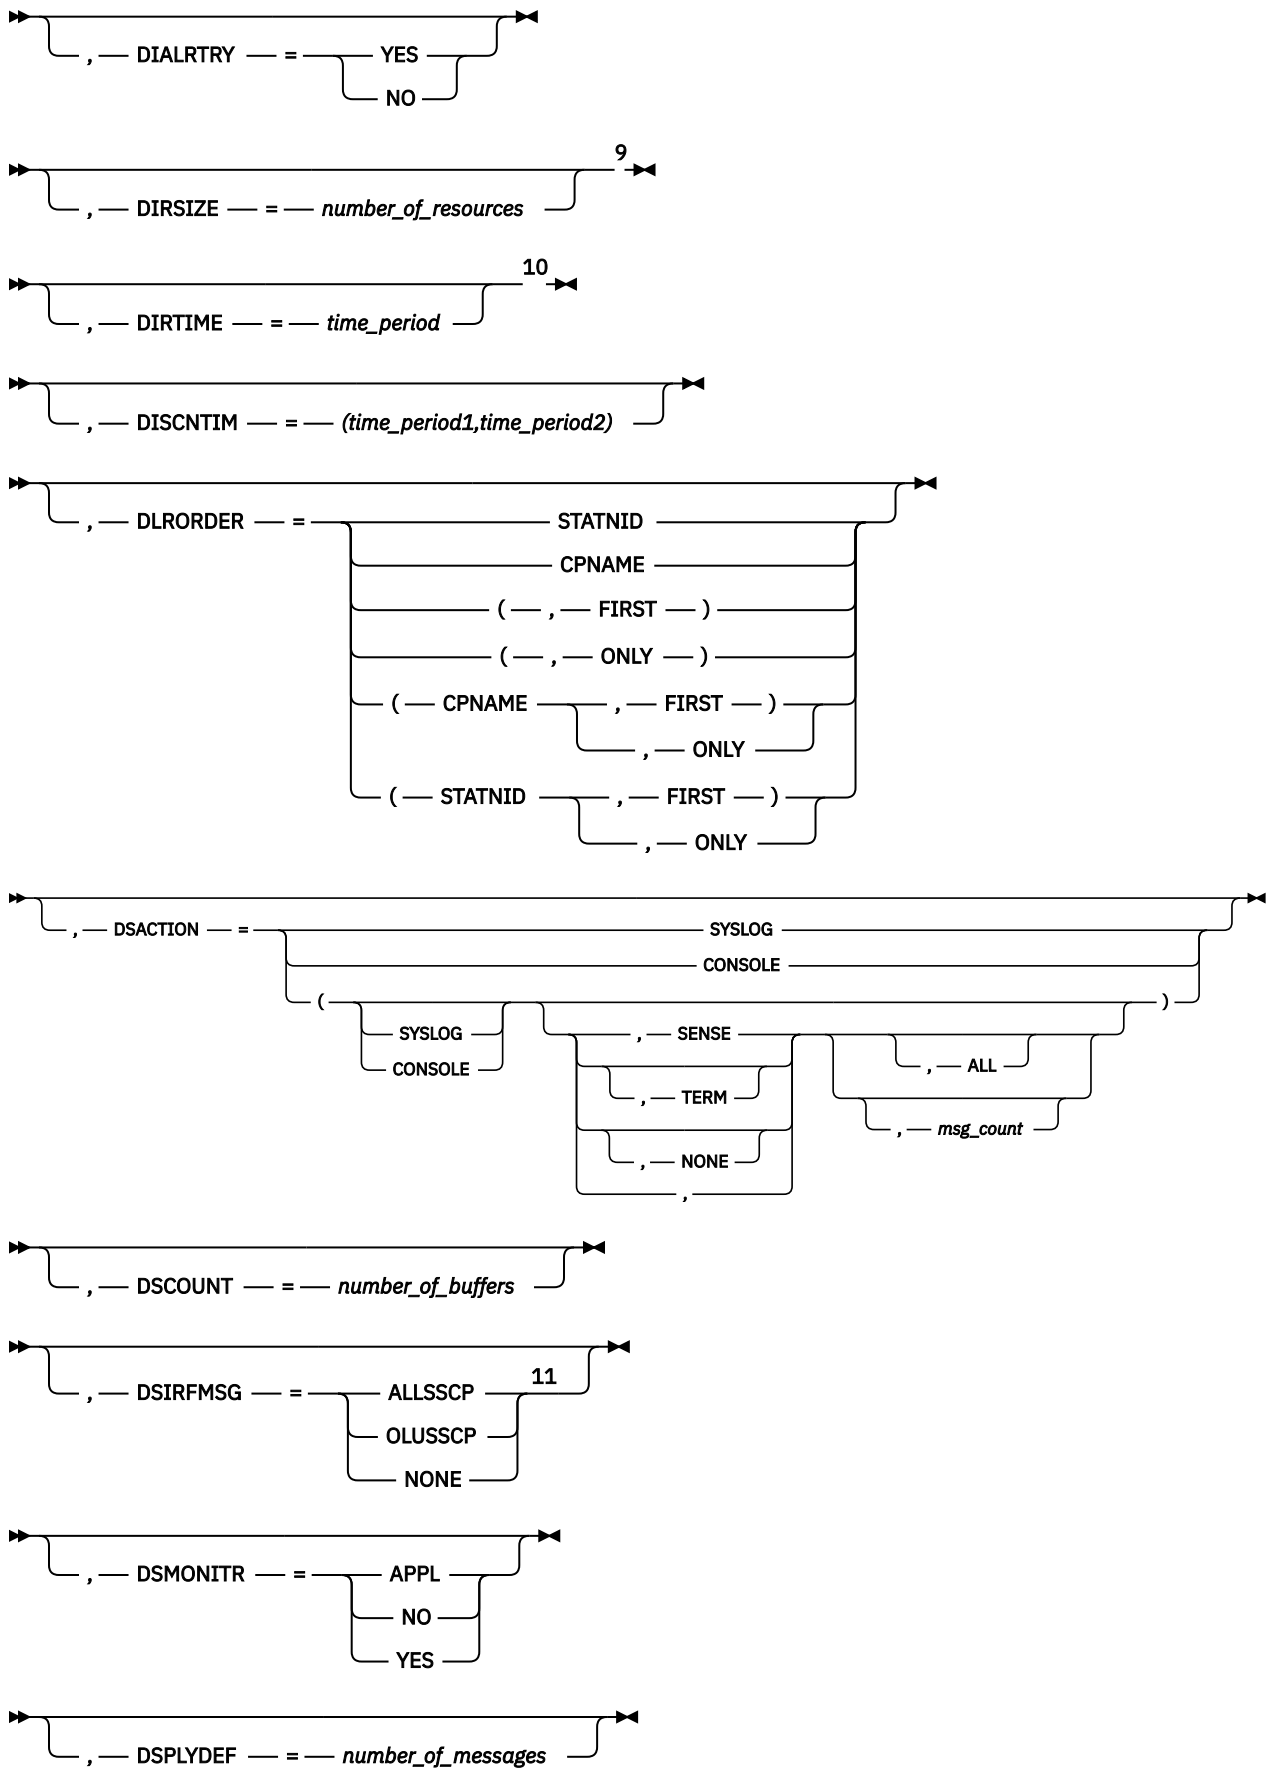 , DIALRTRY = YES
NO
9
, DIRSIZE = number_of_resources
10
, DIRTIME = time_period
, DISCNTIM = (time_period1,time_period2)
, DLRORDER = STATNID
CPNAME
( , FIRST )
( , ONLY )
( CPNAME , FIRST )
, ONLY
( STATNID , FIRST )
, ONLY
, DSACTION = SYSLOG
CONSOLE
( )
SYSLOG , SENSE
CONSOLE , ALL
, TERM
, msg_count
, NONE
,
, DSCOUNT = number_of_buffers
11
, DSIRFMSG = ALLSSCP
OLUSSCP
NONE
, DSMONITR = APPL
NO
YES
, DSPLYDEF = number_of_messages